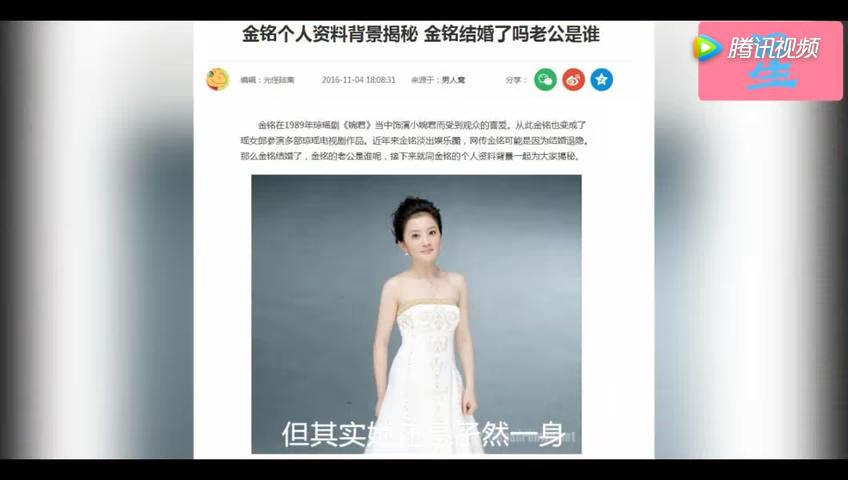 金铭个人资料背景揭秘 金铭结婚了吗老公是谁
腾讯视频
编辑：光怪陆离 2016-11-04 18:08:31 来源于：男人窝 分享：
金铭在1989年琼瑶剧《婉君》当中饰演小婉君而受到观众的喜爱。从此金铭也变成了
瑶女郎参演多部琼瑶电视剧作品。近年来金铭淡出娱乐圈，网传金铭可能是因为结婚退隐。
那么金铭结婚了，金铭的老公是谁呢，接下来就同金铭的个人资料背景一起为大家揭秘。
但其实她还是孑然一身